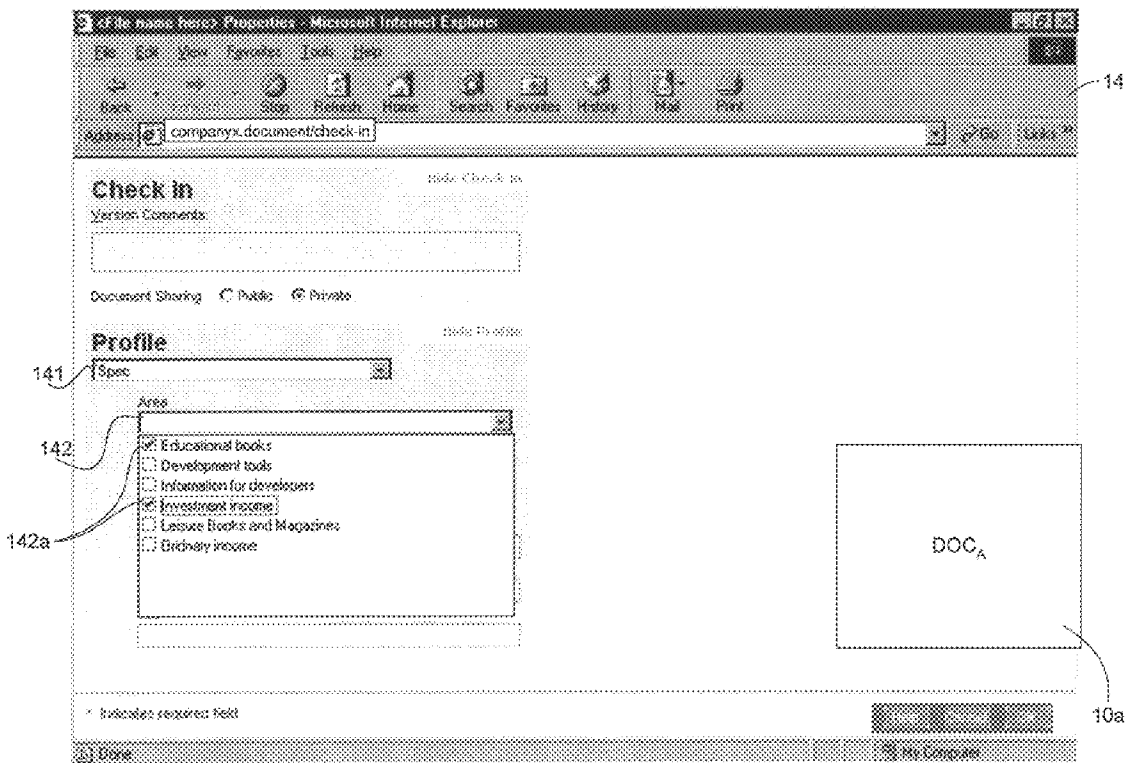 <File name here> Properties - Microsoft Internet Explorer
File Edit View Favorites Tools Help
Back Stop Refresh Home Search Favorites History Mail Print
14
Address companyx.document/check-in Go Links »
Check in
Hide Check In
Version Comments:
Document Sharing Public Private
Profile
Hide Profile
141
Spec
Area
142
Educational books
Development tools
Information for developers
Investment income
Leisure Books and Magazines
Ordinary income
142a
DOCA
10a
* Indicates required field
Done
My Computer